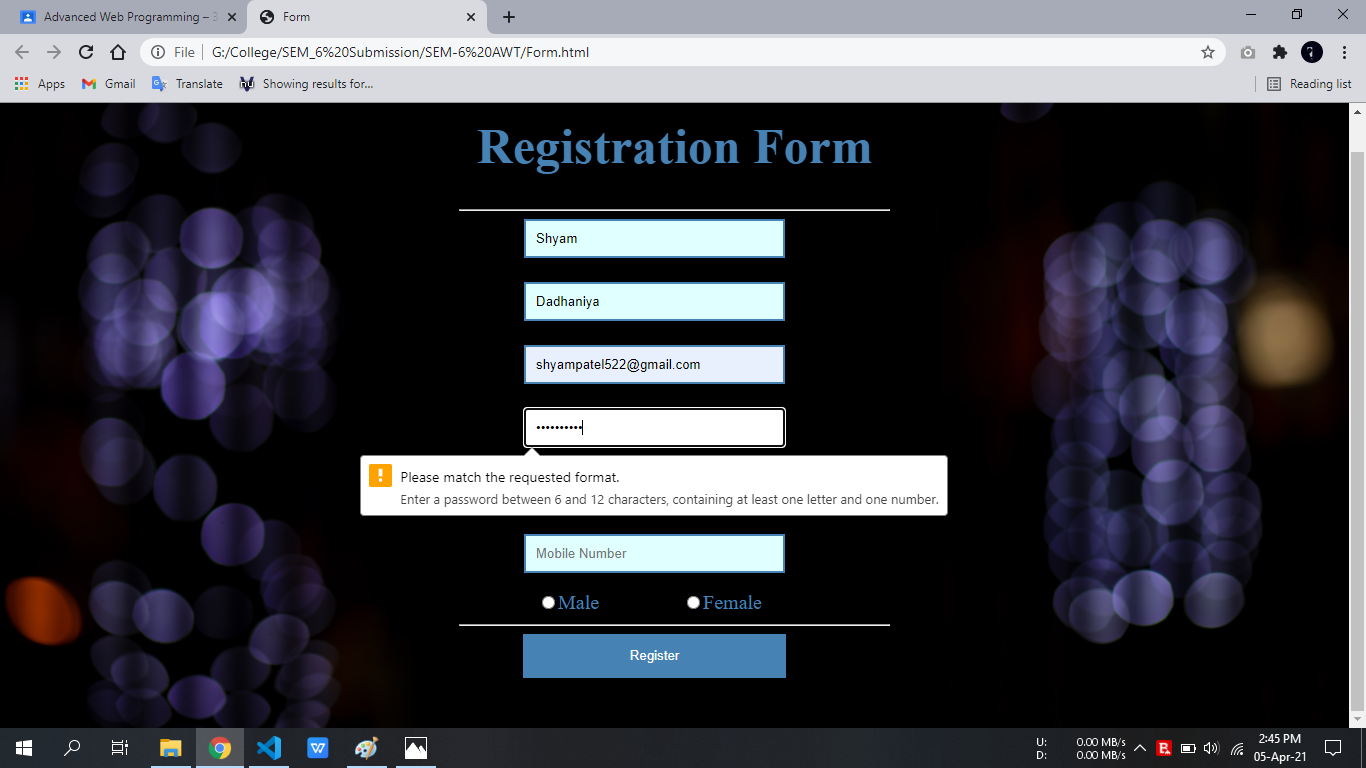 Advanced Web Programming – 3
Form
File
G:/College/SEM_6%20Submission/SEM-6%20AWT/Form.html
Apps
Gmail
Translate
Showing results for...
Reading list
Registration Form
Shyam
Dadhaniya
shyampatel522@gmail.com
••••••••••
Please match the requested format.
Enter a password between 6 and 12 characters, containing at least one letter and one number.
Mobile Number
Male
Female
Register
U: 0.00 MB/s
D: 0.00 MB/s
2:45 PM
05-Apr-21